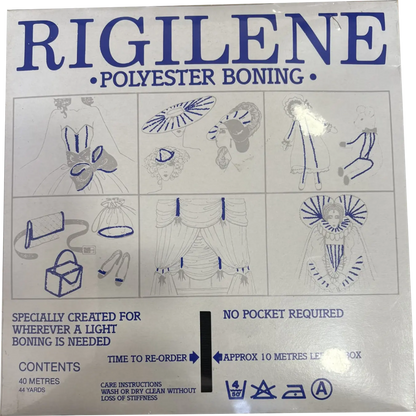 RIGILENE
•POLYESTER BONING•
SPECIALLY CREATED FOR
WHEREVER A LIGHT
BONING IS NEEDED
NO POCKET REQUIRED
TIME TO RE-ORDER
APPROX 10 METRES LEFT BOX
CONTENTS
40 METRES
44 YARDS
CARE INSTRUCTIONS
WASH OR DRY CLEAN WITHOUT
LOSS OF STIFFNESS
4
50
A